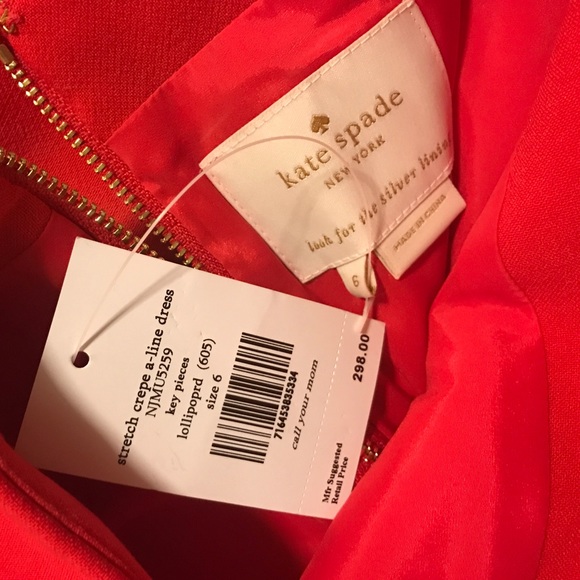 kate spade
NEW YORK
look for the silver lining
6
MADE IN CHINA
stretch crepe a-line dress
NJMU5259
key pieces
lollipoprd (605)
size 6
716453835334
call your mom
298.00
Mfr Suggested
Retail Price